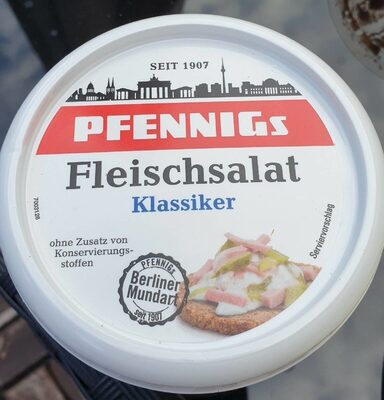 SEIT 1907
PFENNIGs
Fleischsalat
Klassiker
ohne Zusatz von
Konservierungs-
stoffen
PFENNIGs
Berliner
Mundart
seit 1907
Serviervorschlag